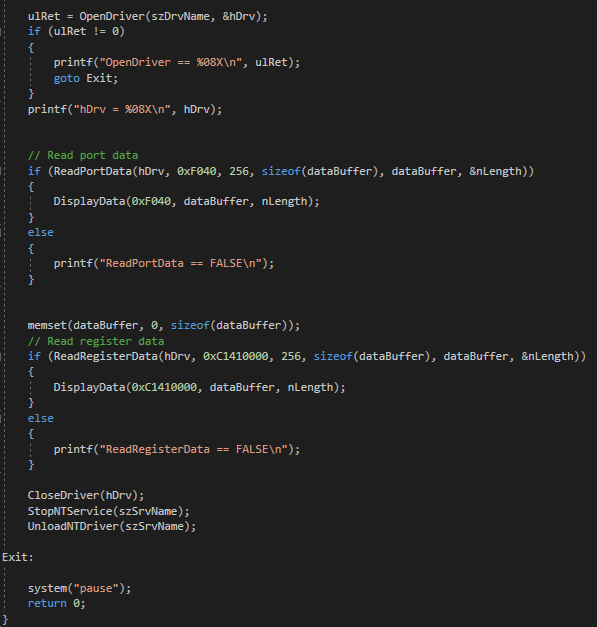 ulRet = OpenDriver(szDrvName, &hDrv);
if (ulRet != 0)
{
printf("OpenDriver == %08X\n", ulRet);
goto Exit;
}
printf("hDrv = %08X\n", hDrv);
// Read port data
if (ReadPortData(hDrv, 0xF040, 256, sizeof(dataBuffer), dataBuffer, &nLength))
{
DisplayData(0xF040, dataBuffer, nLength);
}
else
{
printf("ReadPortData == FALSE\n");
}
memset(dataBuffer, 0, sizeof(dataBuffer));
// Read register data
if (ReadRegisterData(hDrv, 0xC1410000, 256, sizeof(dataBuffer), dataBuffer, &nLength))
{
DisplayData(0xC1410000, dataBuffer, nLength);
}
else
{
printf("ReadRegisterData == FALSE\n");
}
CloseDriver(hDrv);
StopNTService(szSrvName);
UnloadNTDriver(szSrvName);
Exit:
system("pause");
return 0;
}